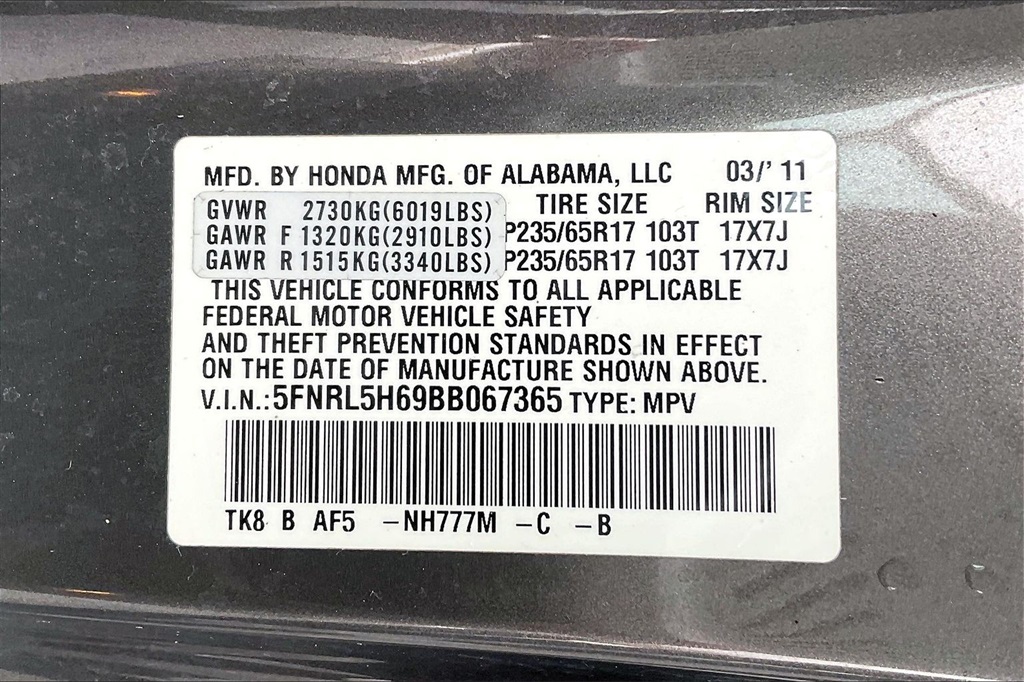 MFD. BY HONDA MFG. OF ALABAMA, LLC 03/' 11
TIRE SIZE RIM SIZE
GVWR 2730KG(6019LBS)
GAWR F 1320KG(2910LBS) P235/65R17 103T 17X7J
GAWR R 1515KG(3340LBS) P235/65R17 103T 17X7J
THIS VEHICLE CONFORMS TO ALL APPLICABLE
FEDERAL MOTOR VEHICLE SAFETY
AND THEFT PREVENTION STANDARDS IN EFFECT
ON THE DATE OF MANUFACTURE SHOWN ABOVE.
V.I.N.: 5FNRL5H69BB067365 TYPE: MPV
TK8 B AF5 -NH777M -C -B